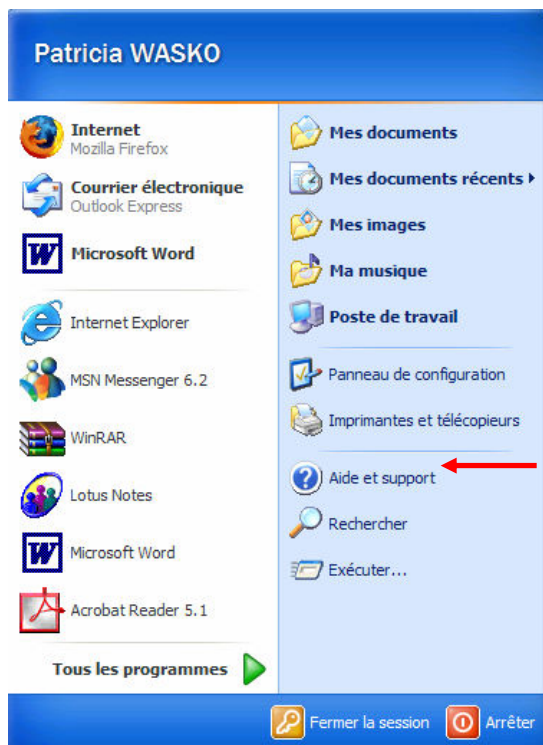 Patricia WASKO
Internet
Mozilla Firefox
Courrier électronique
Outlook Express
Microsoft Word
Internet Explorer
MSN Messenger 6.2
WinRAR
Lotus Notes
Microsoft Word
Acrobat Reader 5.1
Tous les programmes
Mes documents
Mes documents récents
Mes images
Ma musique
Poste de travail
Panneau de configuration
Imprimantes et télécopieurs
Aide et support
Rechercher
Exécuter...
Fermer la session
Arrêter